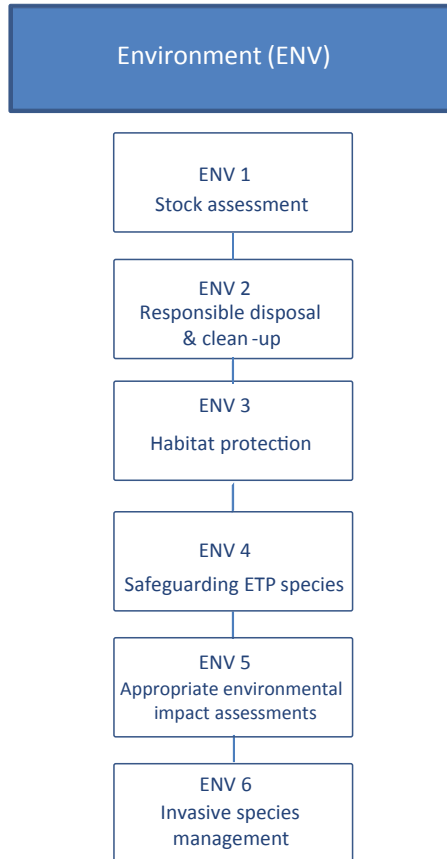 Environment (ENV)
ENV 1
Stock assessment
ENV 2
Responsible disposal
& clean -up
ENV 3
Habitat protection
ENV 4
Safeguarding ETP species
ENV 5
Appropriate environmental
impact assessments
ENV 6
Invasive species
management